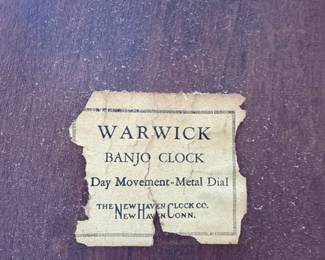 WARWICK
BANJO CLOCK
Day Movement-Metal Dial
THE NEW HAVEN CLOCK CO.
NEW HAVEN CONN.